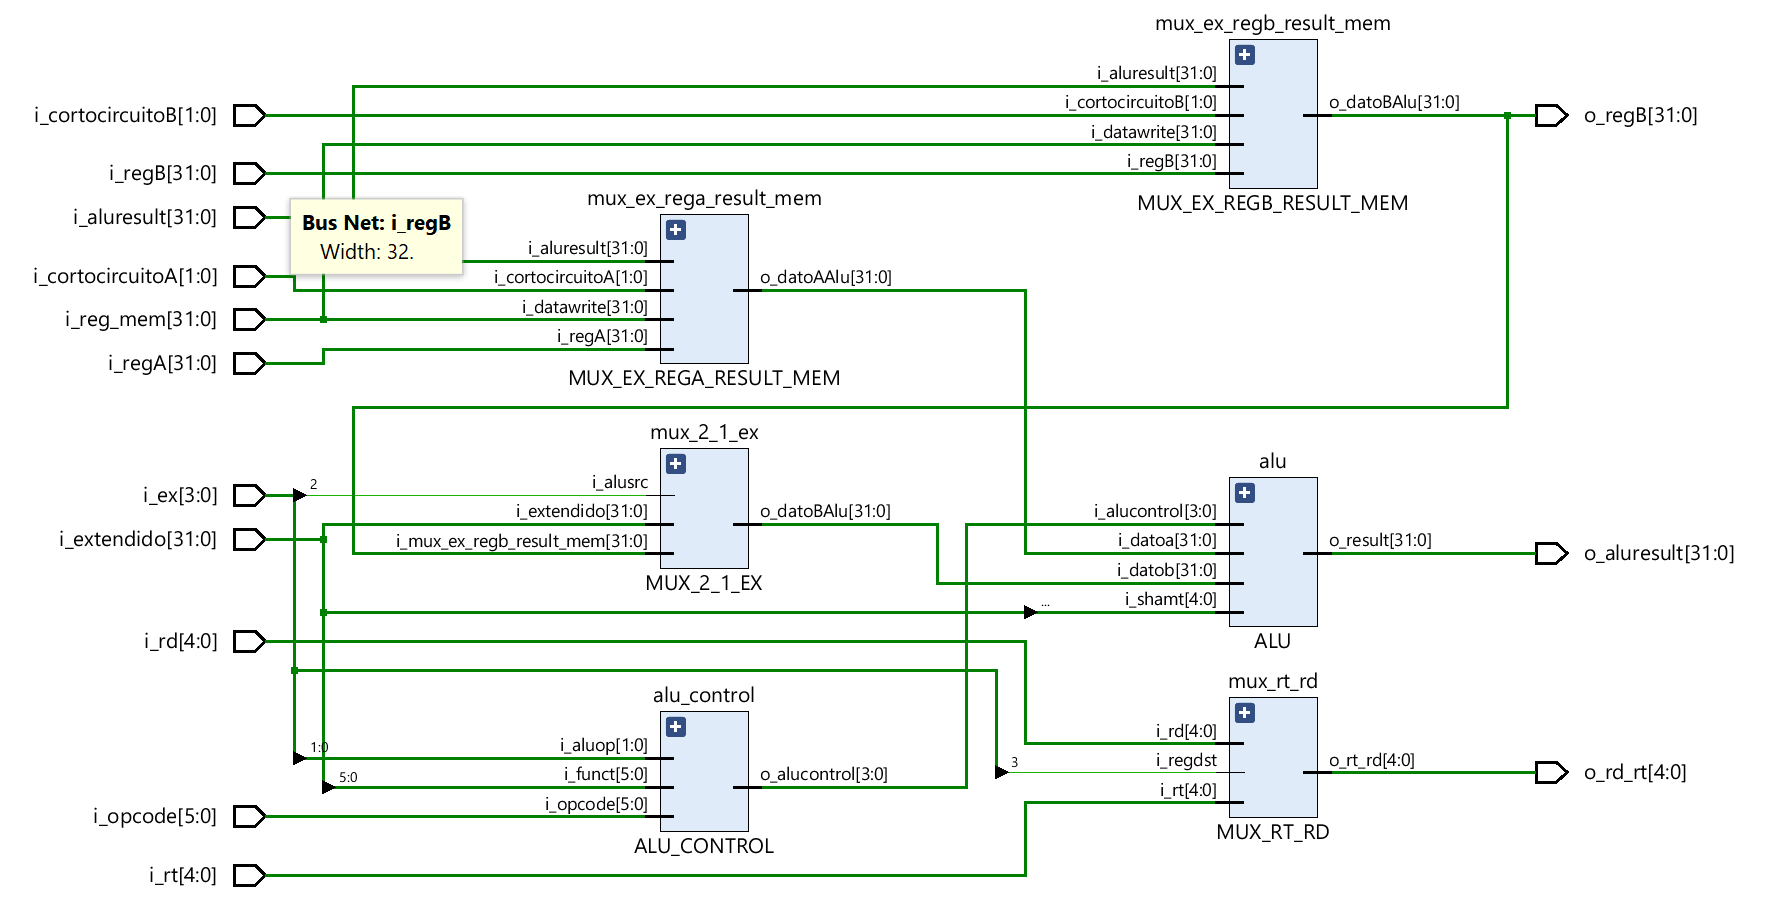 mux_ex_regb_result_mem
i_aluresult[31:0]
i_cortocircuitoB[1:0]
i_datawrite[31:0]
i_regB[31:0]
o_datoBAlu[31:0]
MUX_EX_REGB_RESULT_MEM
o_regB[31:0]
i_cortocircuitoB[1:0]
i_regB[31:0]
i_aluresult[31:0]
i_cortocircuitoA[1:0]
i_reg_mem[31:0]
i_regA[31:0]
Bus Net: i_regB
Width: 32.
mux_ex_rega_result_mem
i_aluresult[31:0]
i_cortocircuitoA[1:0]
i_datawrite[31:0]
i_regA[31:0]
o_datoAAlu[31:0]
MUX_EX_REGA_RESULT_MEM
i_ex[3:0]
i_extendido[31:0]
i_rd[4:0]
i_opcode[5:0]
i_rt[4:0]
2
mux_2_1_ex
i_alusrc
i_extendido[31:0]
i_mux_ex_regb_result_mem[31:0]
o_datoBAlu[31:0]
MUX_2_1_EX
alu
i_alucontrol[3:0]
i_datoa[31:0]
i_datob[31:0]
i_shamt[4:0]
...
o_result[31:0]
ALU
o_aluresult[31:0]
1:0
5:0
alu_control
i_aluop[1:0]
i_funct[5:0]
i_opcode[5:0]
o_alucontrol[3:0]
ALU_CONTROL
3
mux_rt_rd
i_rd[4:0]
i_regdst
i_rt[4:0]
o_rt_rd[4:0]
MUX_RT_RD
o_rd_rt[4:0]